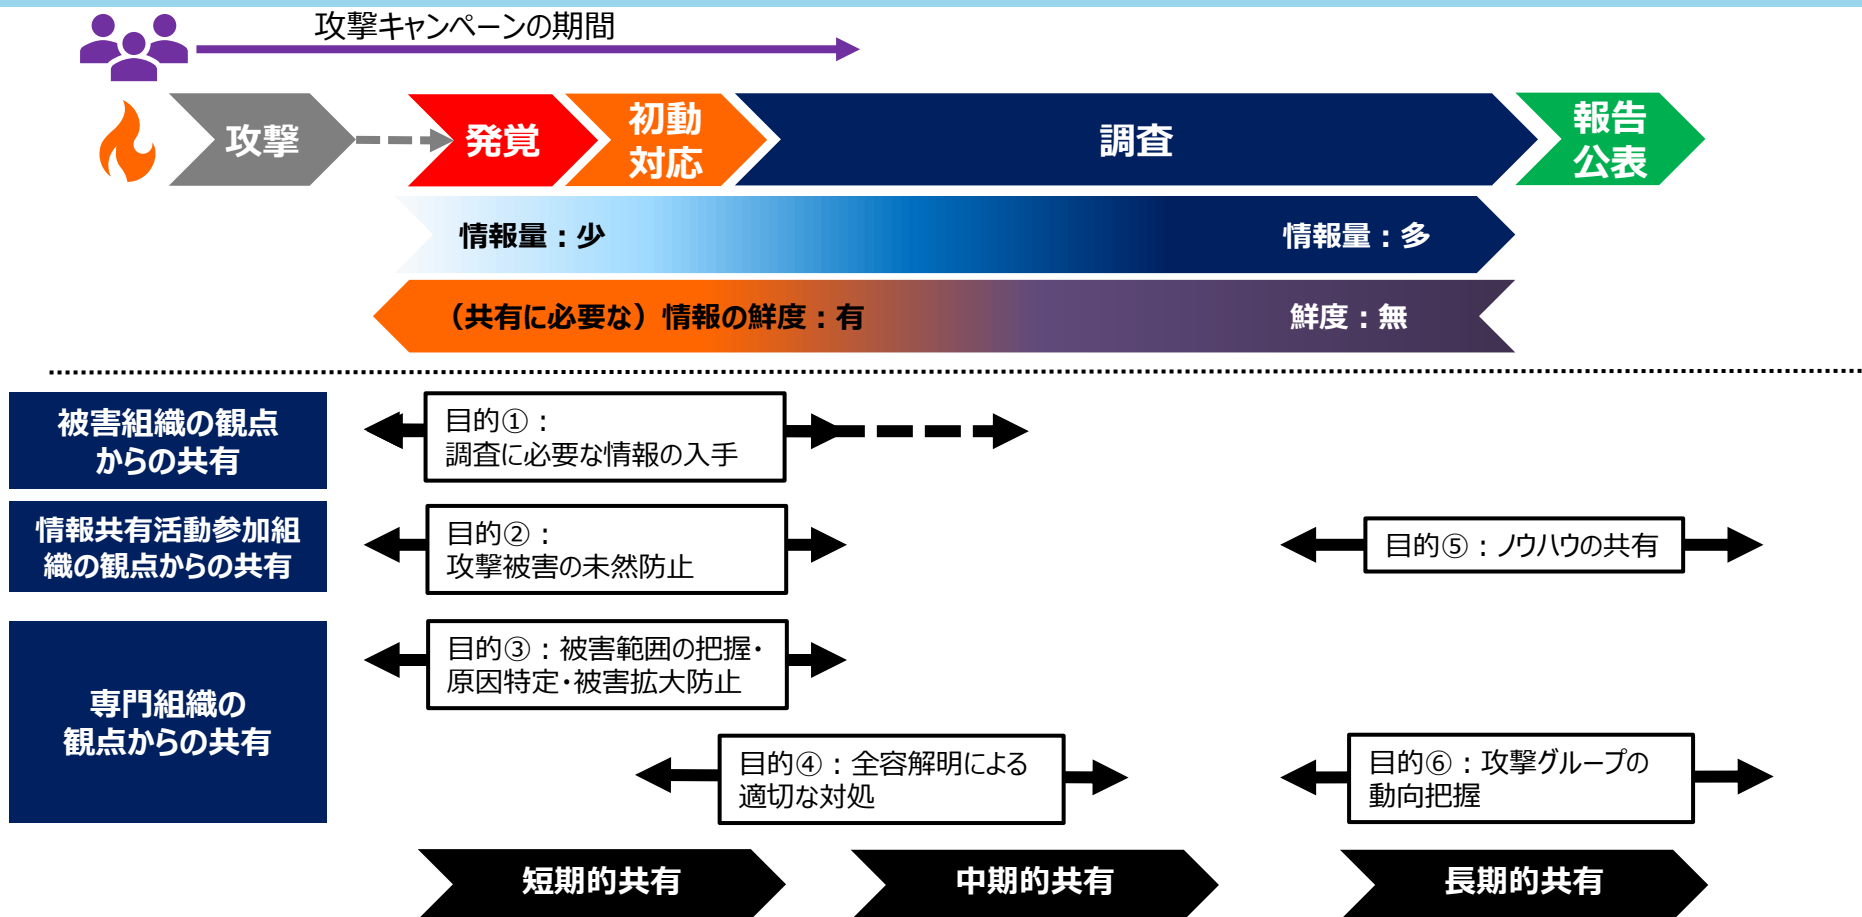 攻撃キャンペーンの期間
攻撃
発覚
初動
対応
調査
報告
公表
情報量：少
情報量：多
（共有に必要な）情報の鮮度：有
鮮度：無
被害組織の観点
からの共有
目的①：
調査に必要な情報の入手
情報共有活動参加組
織の観点からの共有
目的②：
攻撃被害の未然防止
目的⑤：ノウハウの共有
専門組織の
観点からの共有
目的③：被害範囲の把握・
原因特定・被害拡大防止
目的④：全容解明による
適切な対処
目的⑥：攻撃グループの
動向把握
短期的共有
中期的共有
長期的共有